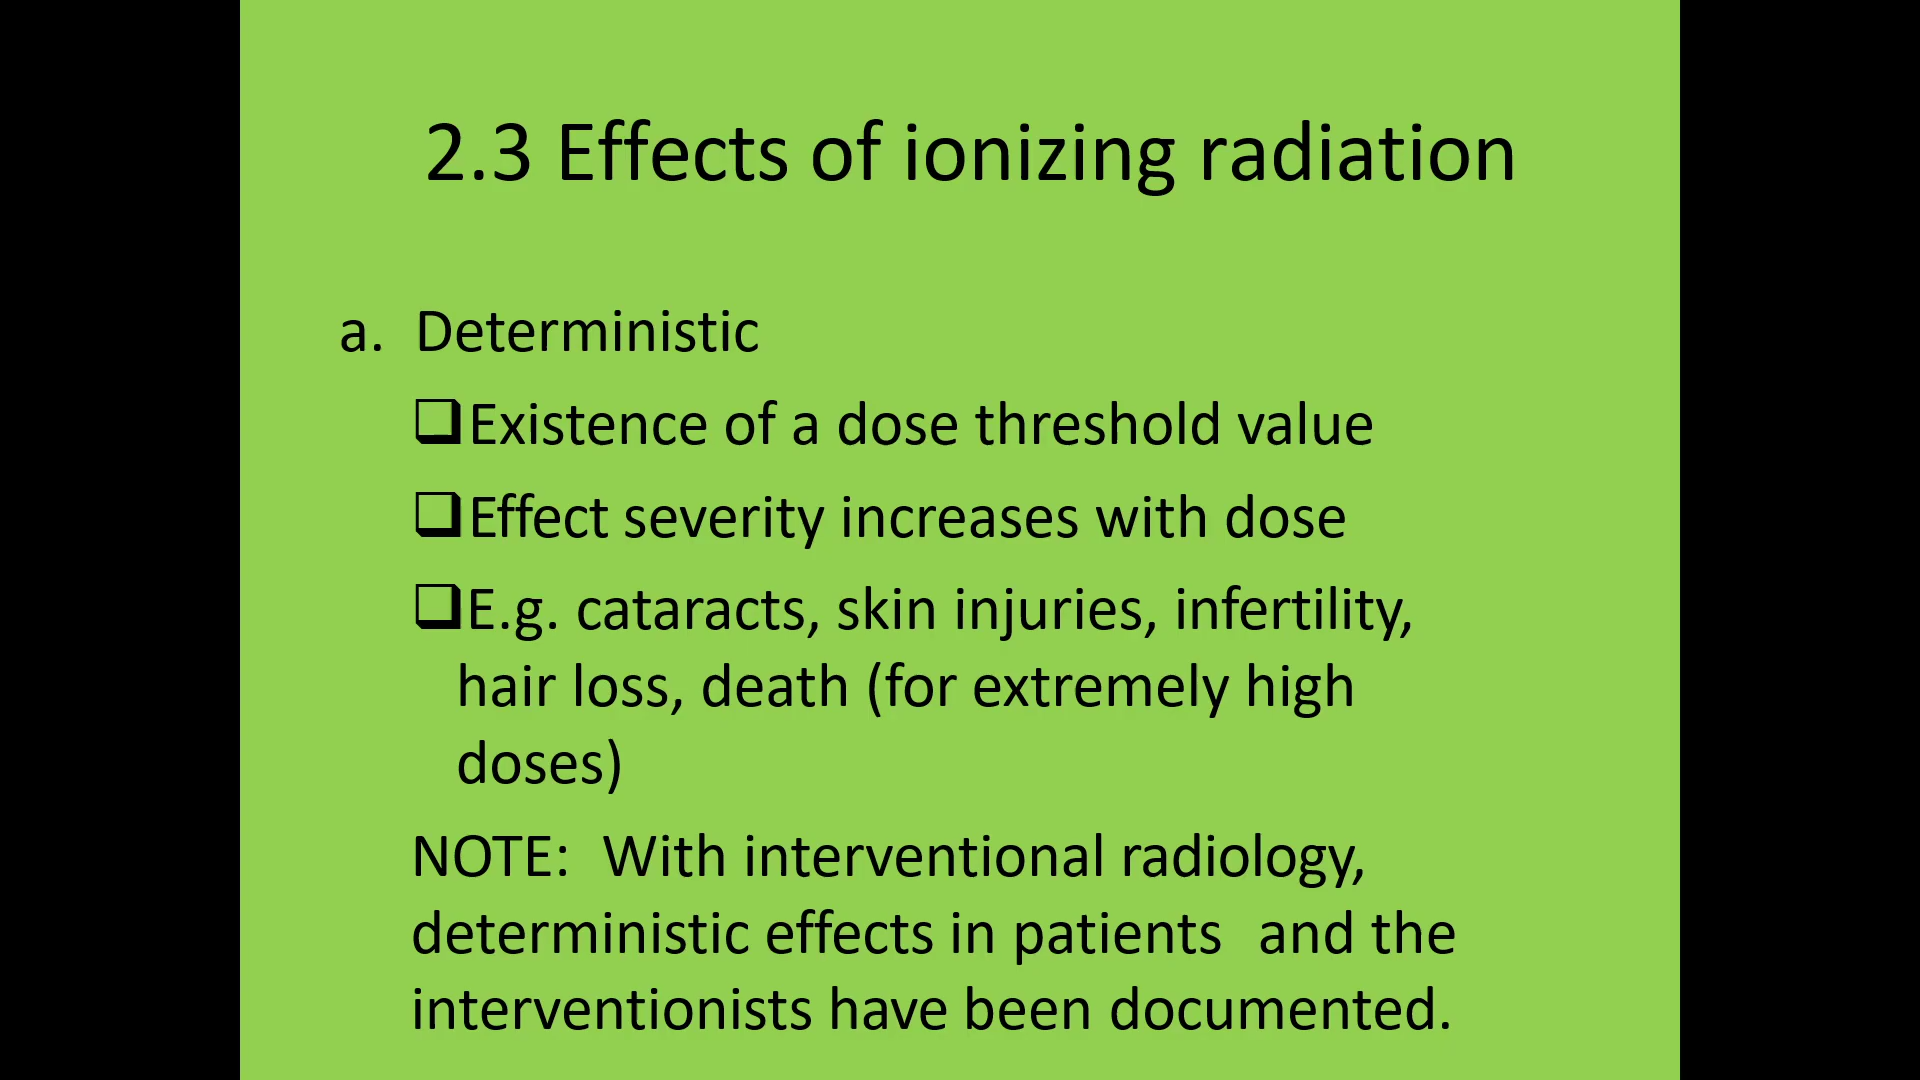 2.3 Effects of ionizing radiation
a. Deterministic
❑Existence of a dose threshold value
❑Effect severity increases with dose
❑E.g. cataracts, skin injuries, infertility,
hair loss, death (for extremely high
doses)
NOTE: With interventional radiology,
deterministic effects in patients and the
interventionists have been documented.